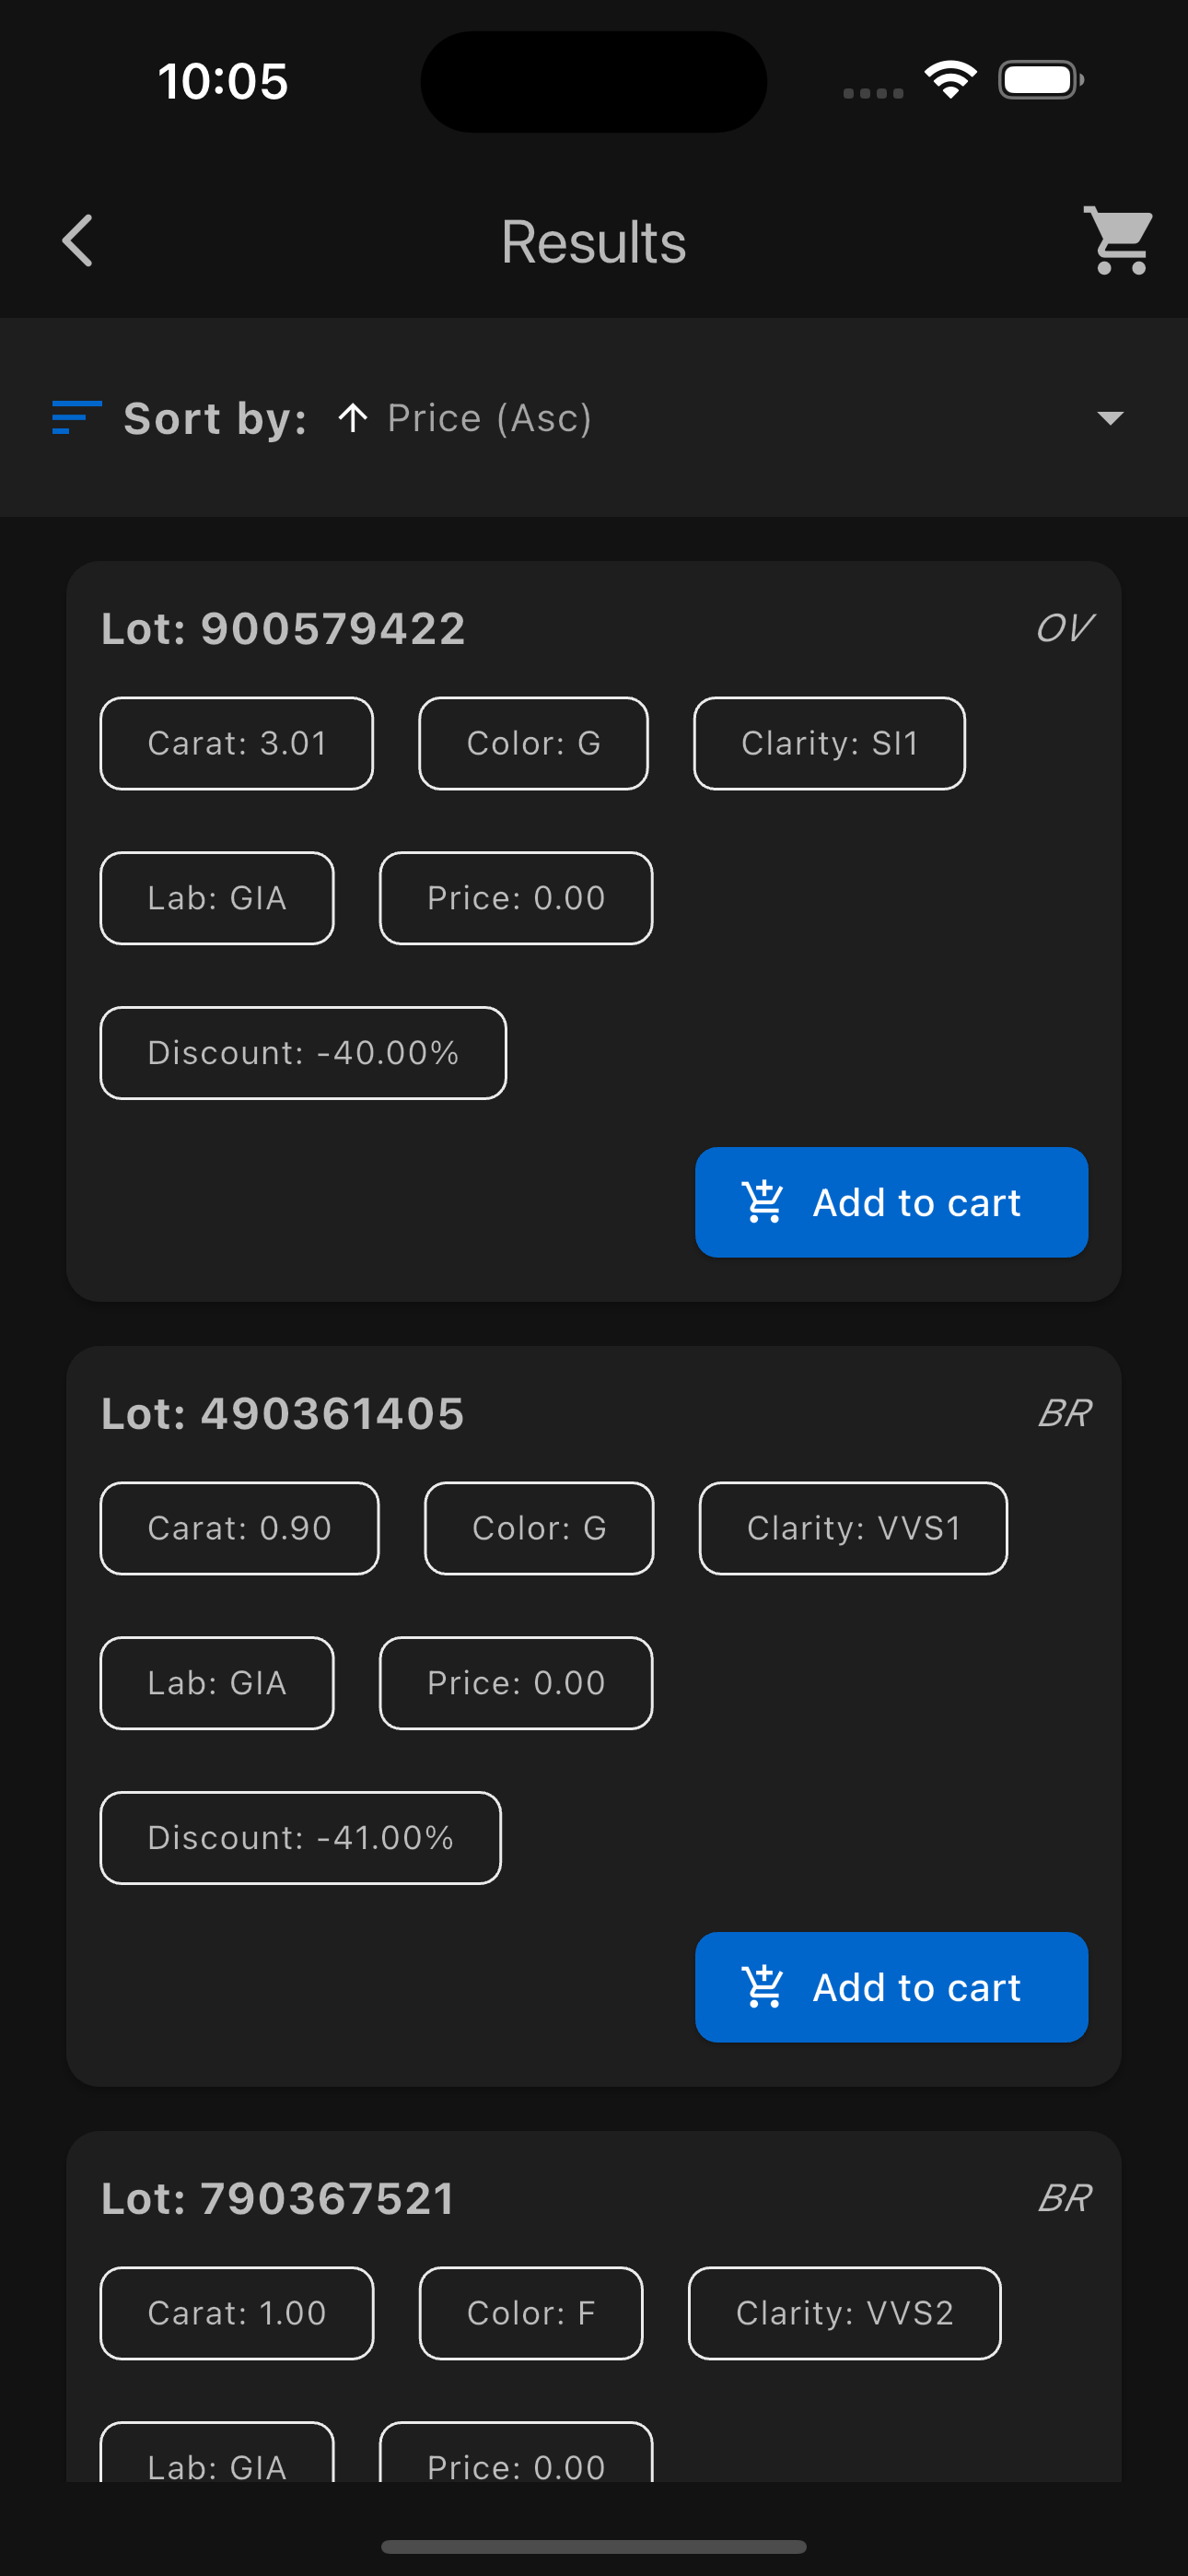 10:05
Results
Sort by: ↑ Price (Asc)
Lot: 900579422 OV
Carat: 3.01 Color: G Clarity: SI1
Lab: GIA Price: 0.00
Discount: -40.00%
Add to cart
Lot: 490361405 BR
Carat: 0.90 Color: G Clarity: VVS1
Lab: GIA Price: 0.00
Discount: -41.00%
Add to cart
Lot: 790367521 BR
Carat: 1.00 Color: F Clarity: VVS2
Lab: GIA Price: 0.00